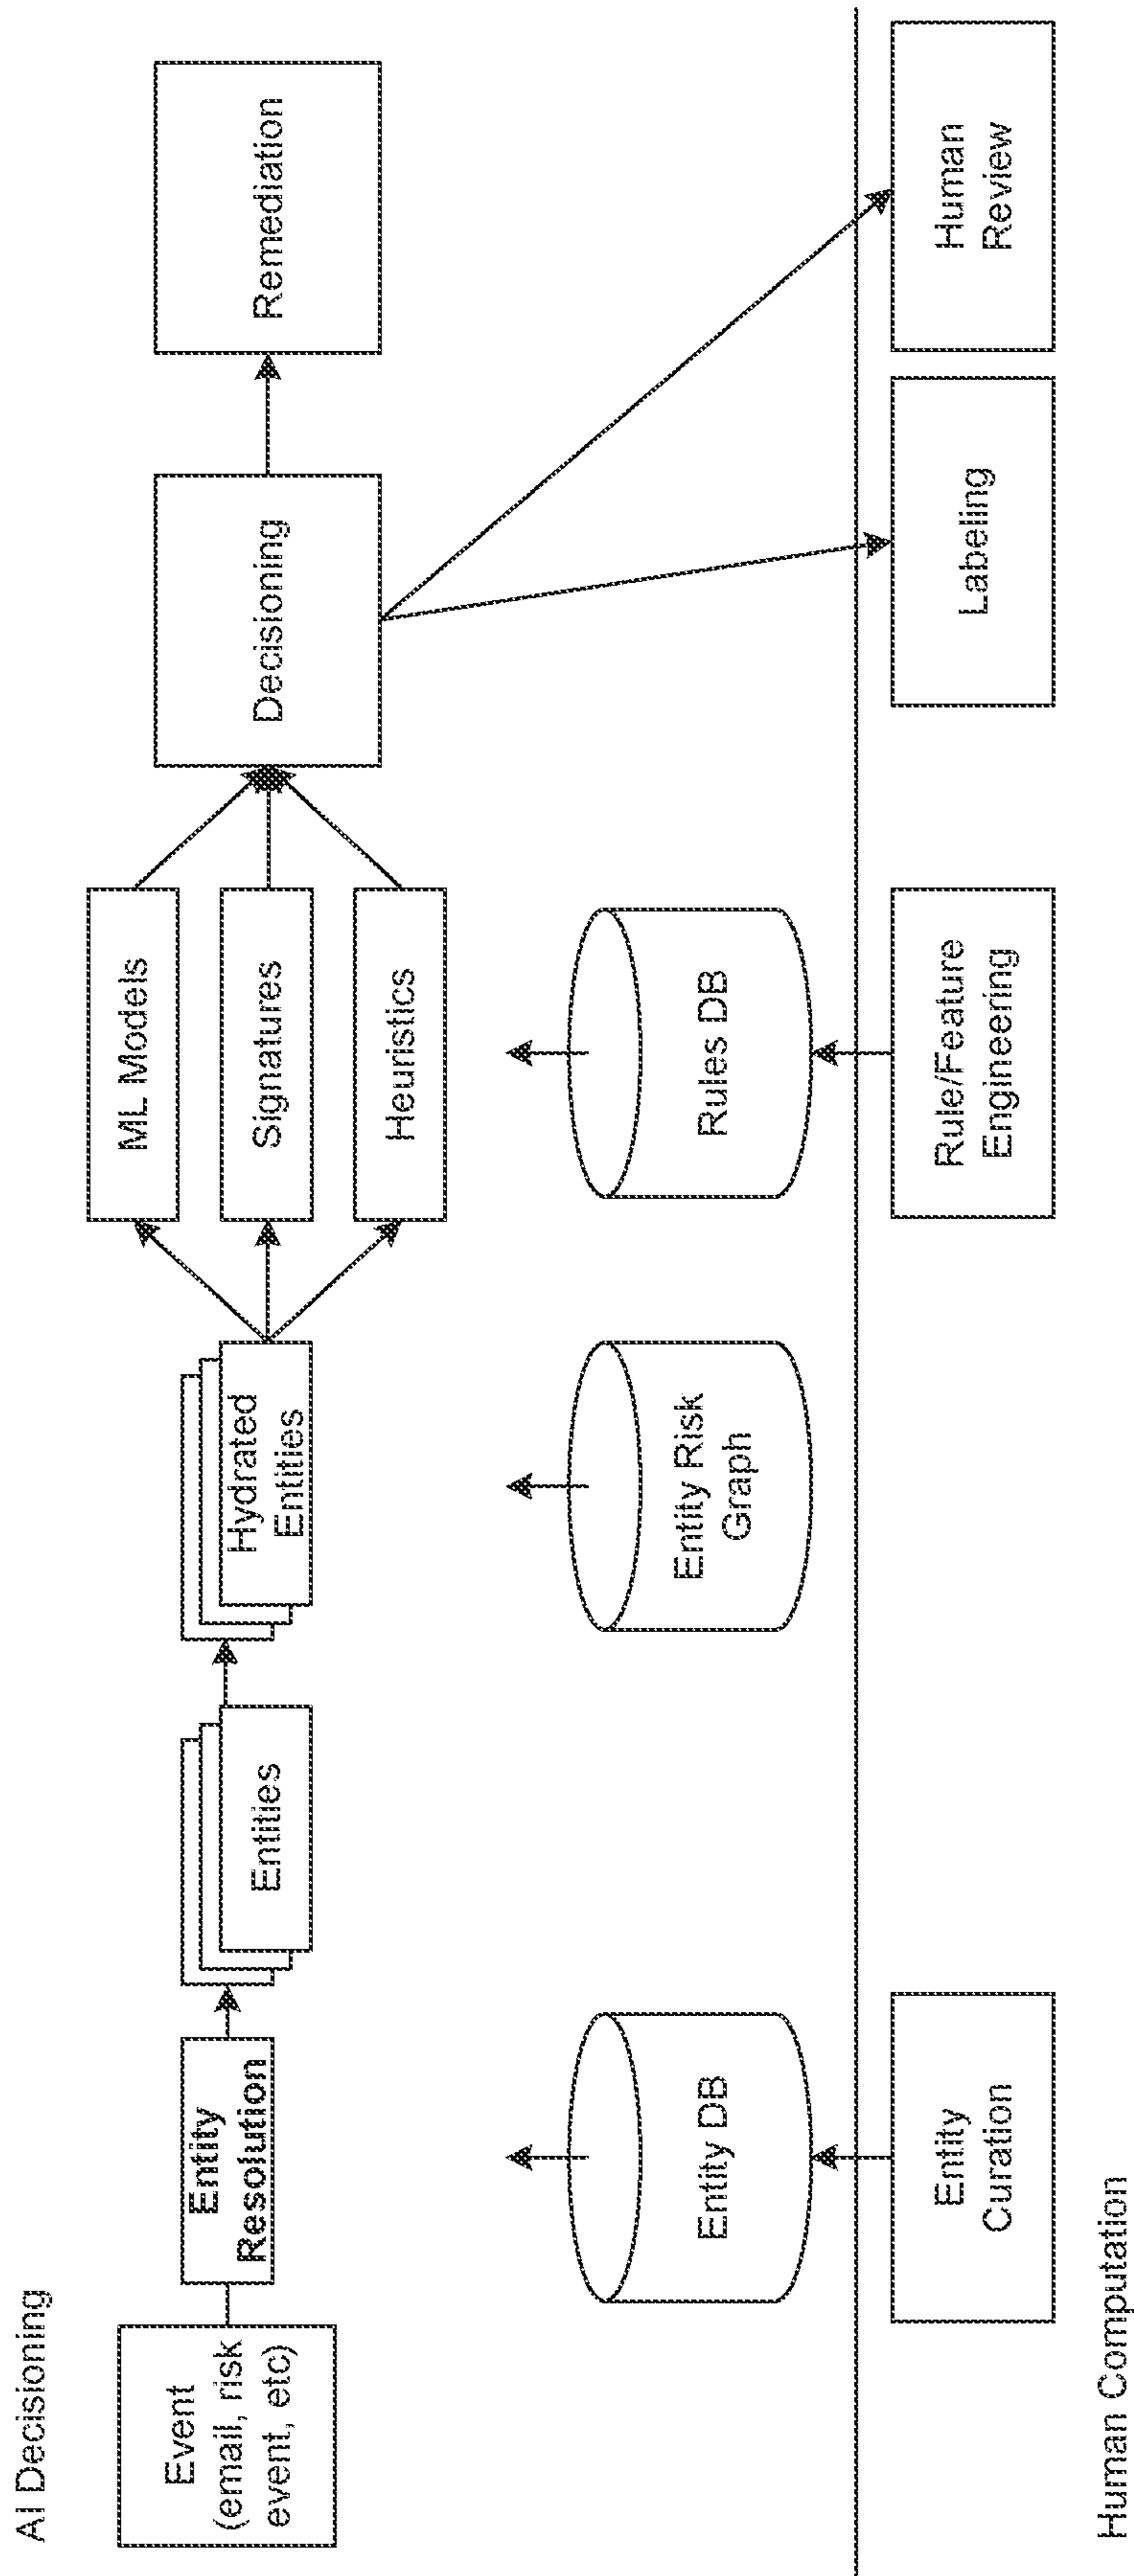 AI Decisioning
Event
(email, risk
event, etc)
Entity
Resolution
Entities
Hydrated
Entities
ML Models
Signatures
Heuristics
Decisioning
Remediation
Entity DB
Entity Risk
Graph
Rules DB
Entity
Curation
Rule/Feature
Engineering
Labeling
Human
Review
Human Computation